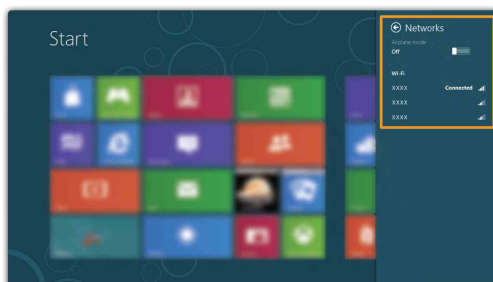 Start
Networks
Airplane mode
Off
Wi-Fi
XXXX Connected
XXXX
XXXX